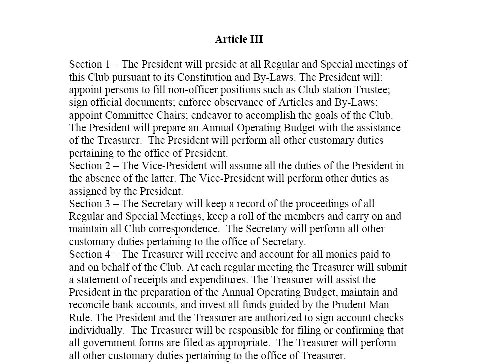 Article III
Section 1 – The President will preside at all Regular and Special meetings of
this Club pursuant to its Constitution and By-Laws. The President will:
appoint persons to fill non-officer positions such as Club station Trustee;
sign official documents; enforce observance of Articles and By-Laws;
appoint Committee Chairs; endeavor to accomplish the goals of the Club.
The President will prepare an Annual Operating Budget with the assistance
of the Treasurer. The President will perform all other customary duties
pertaining to the office of President.
Section 2 – The Vice-President will assume all the duties of the President in
the absence of the latter. The Vice-President will perform other duties as
assigned by the President.
Section 3 – The Secretary will keep a record of the proceedings of all
Regular and Special Meetings, keep a roll of the members and carry on and
maintain all Club correspondence. The Secretary will perform all other
customary duties pertaining to the office of Secretary.
Section 4 – The Treasurer will receive and account for all monies paid to
and on behalf of the Club. At each regular meeting the Treasurer will submit
a statement of receipts and expenditures. The Treasurer will assist the
President in the preparation of the Annual Operating Budget, maintain and
reconcile bank accounts, and invest all funds guided by the Prudent Man
Rule. The President and the Treasurer are authorized to sign account checks
individually. The Treasurer will be responsible for filing or confirming that
all government forms are filed as appropriate. The Treasurer will perform
all other customary duties pertaining to the office of Treasurer.